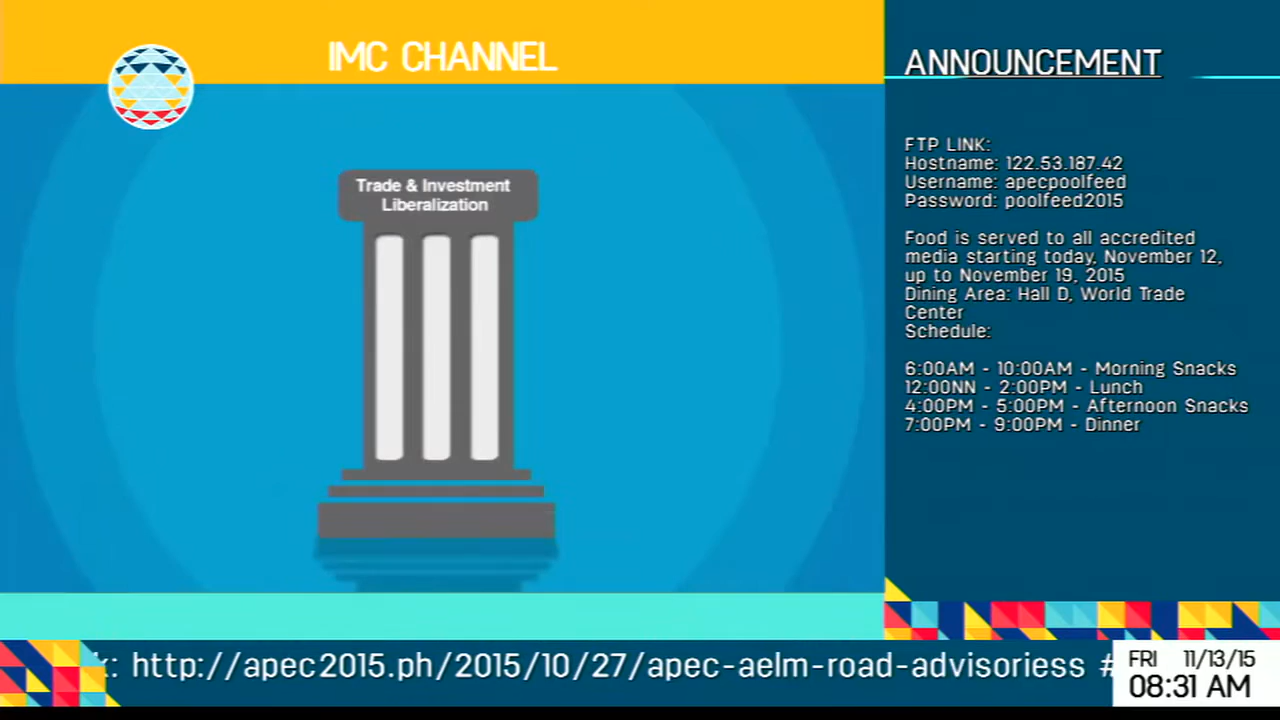 IMC CHANNEL
Trade & Investment
Liberalization
ANNOUNCEMENT
FTP LINK:
Hostname: 122.53.187.42
Username: apecpoolfeed
Password: poolfeed2015
Food is served to all accredited
media starting today, November 12,
up to November 19, 2015
Dining Area: Hall D, World Trade
Center
Schedule:
6:00AM - 10:00AM - Morning Snacks
12:00NN - 2:00PM - Lunch
4:00PM - 5:00PM - Afternoon Snacks
7:00PM - 9:00PM - Dinner
k: http://apec2015.ph/2015/10/27/apec-aelm-road-advisoriess #
FRI 11/13/15
08:31 AM